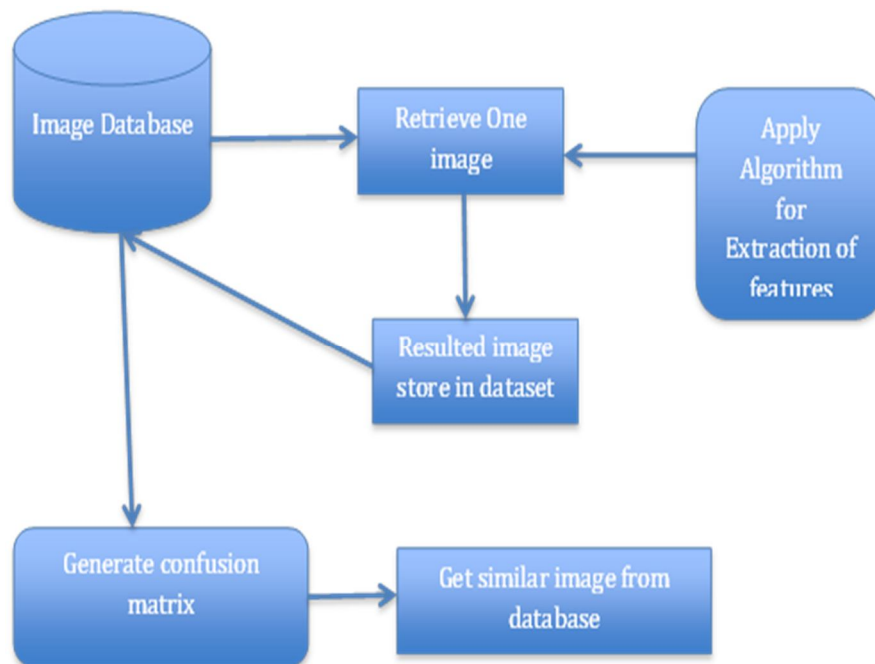 Image Database
Retrieve One
image
Apply
Algorithm
for
Extraction of
features
Resulted image
store in dataset
Generate confusion
matrix
Get similar image from
database